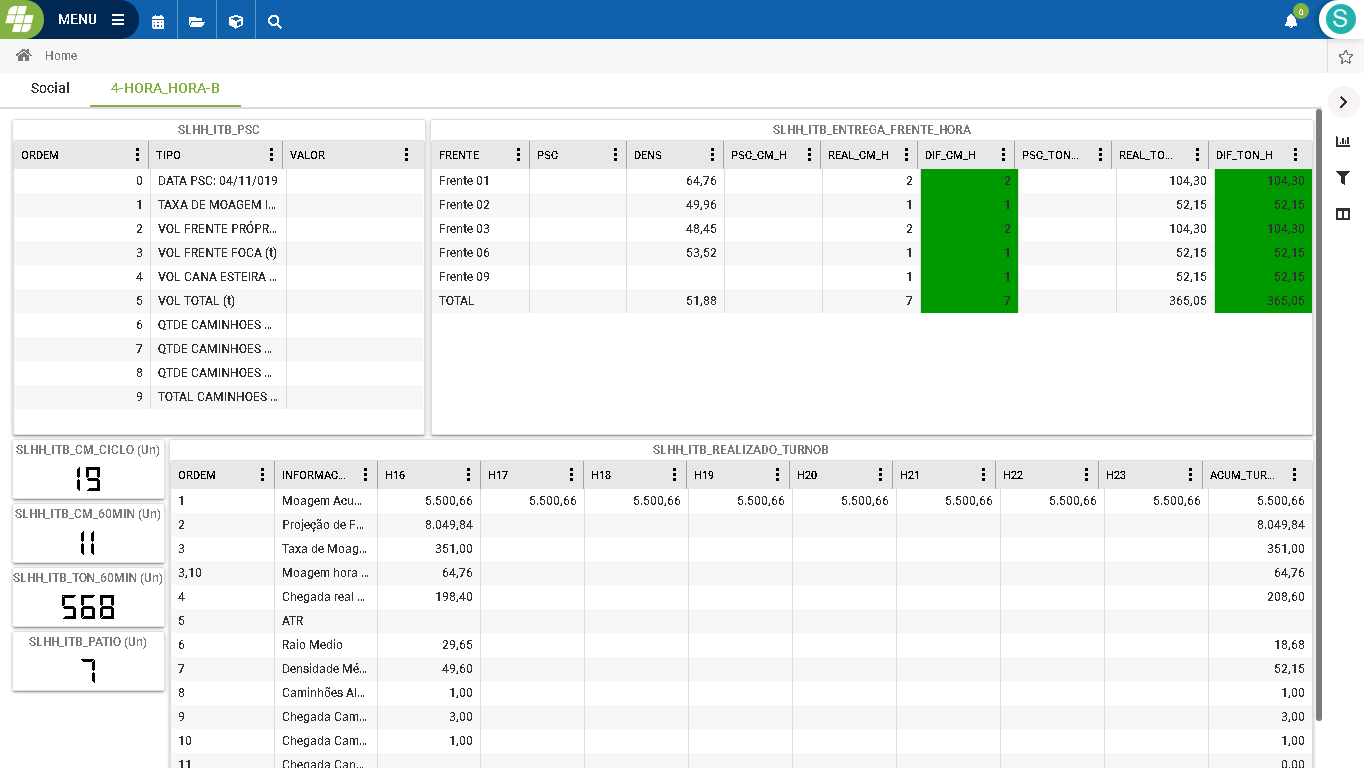 MENU
0
S
Home
Social 4-HORA_HORA-B
SLHH_ITB_PSC
ORDEM TIPO VALOR
0 DATA PSC: 04/11/019
1 TAXA DE MOAGEM I...
2 VOL FRENTE PRÓPR...
3 VOL FRENTE FOCA (t)
4 VOL CANA ESTEIRA ...
5 VOL TOTAL (t)
6 QTDE CAMINHOES ...
7 QTDE CAMINHOES ...
8 QTDE CAMINHOES ...
9 TOTAL CAMINHOES ...
SLHH_ITB_ENTREGA_FRENTE_HORA
FRENTE PSC DENS PSC_CM_H REAL_CM_H DIF_CM_H PSC_TON... REAL_TO... DIF_TON_H
Frente 01 64,76 2 2 104,30 104,30
Frente 02 49,96 1 1 52,15 52,15
Frente 03 48,45 2 2 104,30 104,30
Frente 06 53,52 1 1 52,15 52,15
Frente 09 1 1 52,15 52,15
TOTAL 51,88 7 7 365,05 365,05
SLHH_ITB_CM_CICLO (Un)
19
SLHH_ITB_CM_60MIN (Un)
11
SLHH_ITB_TON_60MIN (Un)
568
SLHH_ITB_PATIO (Un)
7
SLHH_ITB_REALIZADO_TURNOB
ORDEM INFORMAC... H16 H17 H18 H19 H20 H21 H22 H23 ACUM_TUR...
1 Moagem Acu... 5.500,66 5.500,66 5.500,66 5.500,66 5.500,66 5.500,66 5.500,66 5.500,66 5.500,66
2 Projeção de F... 8.049,84 8.049,84
3 Taxa de Moag... 351,00 351,00
3,10 Moagem hora ... 64,76 64,76
4 Chegada real ... 198,40 208,60
5 ATR
6 Raio Medio 29,65 18,68
7 Densidade Mé... 49,60 52,15
8 Caminhões Al... 1,00 1,00
9 Chegada Cam... 3,00 3,00
10 Chegada Cam... 1,00 1,00
11 Chegada Can... 0,00